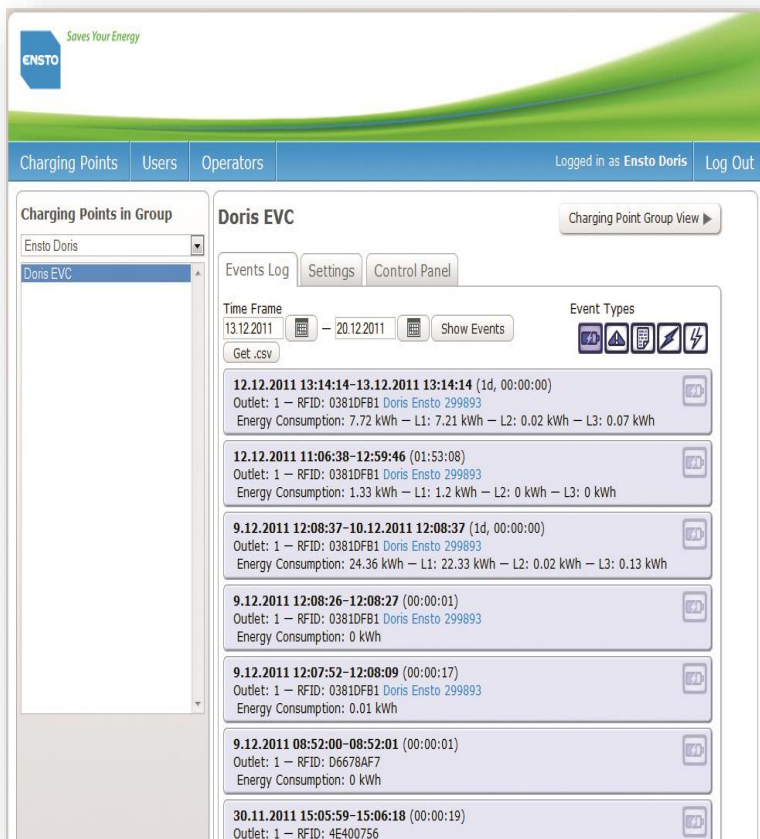 Saves Your Energy
ENSTO
Charging Points Users Operators Logged in as Ensto Doris Log Out
Charging Points in Group
Ensto Doris
Doris EVC
Doris EVC
Charging Point Group View
Events Log Settings Control Panel
Time Frame Event Types
13.12.2011 — 20.12.2011 Show Events
Get .csv
12.12.2011 13:14:14–13.12.2011 13:14:14 (1d, 00:00:00)
Outlet: 1 — RFID: 0381DFB1 Doris Ensto 299893
Energy Consumption: 7.72 kWh — L1: 7.21 kWh — L2: 0.02 kWh — L3: 0.07 kWh
12.12.2011 11:06:38–12:59:46 (01:53:08)
Outlet: 1 — RFID: 0381DFB1 Doris Ensto 299893
Energy Consumption: 1.33 kWh — L1: 1.2 kWh — L2: 0 kWh — L3: 0 kWh
9.12.2011 12:08:37–10.12.2011 12:08:37 (1d, 00:00:00)
Outlet: 1 — RFID: 0381DFB1 Doris Ensto 299893
Energy Consumption: 24.36 kWh — L1: 22.33 kWh — L2: 0.02 kWh — L3: 0.13 kWh
9.12.2011 12:08:26–12:08:27 (00:00:01)
Outlet: 1 — RFID: 0381DFB1 Doris Ensto 299893
Energy Consumption: 0 kWh
9.12.2011 12:07:52–12:08:09 (00:00:17)
Outlet: 1 — RFID: 0381DFB1 Doris Ensto 299893
Energy Consumption: 0.01 kWh
9.12.2011 08:52:00–08:52:01 (00:00:01)
Outlet: 1 — RFID: D6678AF7
Energy Consumption: 0 kWh
30.11.2011 15:05:59–15:06:18 (00:00:19)
Outlet: 1 — RFID: 4E400756